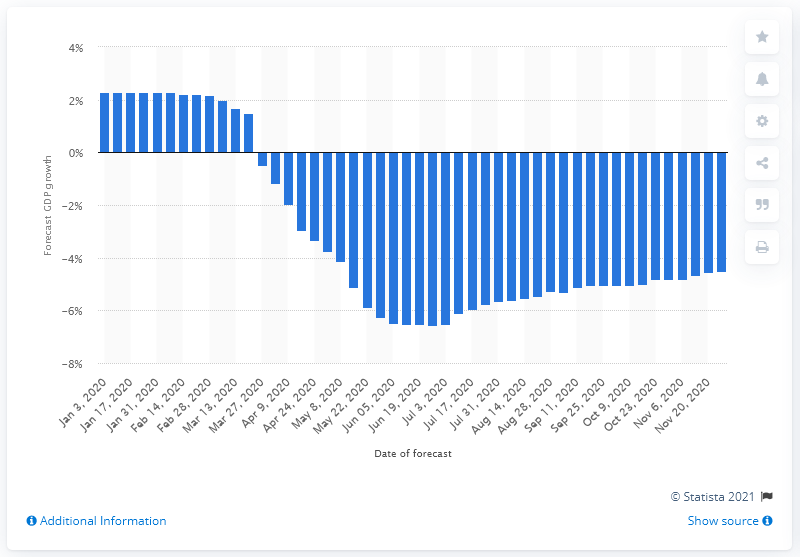 4%
2%
0%
−2%
−4%
−6%
−8%
Forecast GDP growth
Jan 3, 2020
Jan 17, 2020
Jan 31, 2020
Feb 14, 2020
Feb 28, 2020
Mar 13, 2020
Mar 27, 2020
Apr 9, 2020
Apr 24, 2020
May 8, 2020
May 22, 2020
Jun 05, 2020
Jun 19, 2020
Jul 3, 2020
Jul 17, 2020
Jul 31, 2020
Aug 14, 2020
Aug 28, 2020
Sep 11, 2020
Sep 25, 2020
Oct 9, 2020
Oct 23, 2020
Nov 6, 2020
Nov 20, 2020
Date of forecast
© Statista 2021
Additional Information
Show source